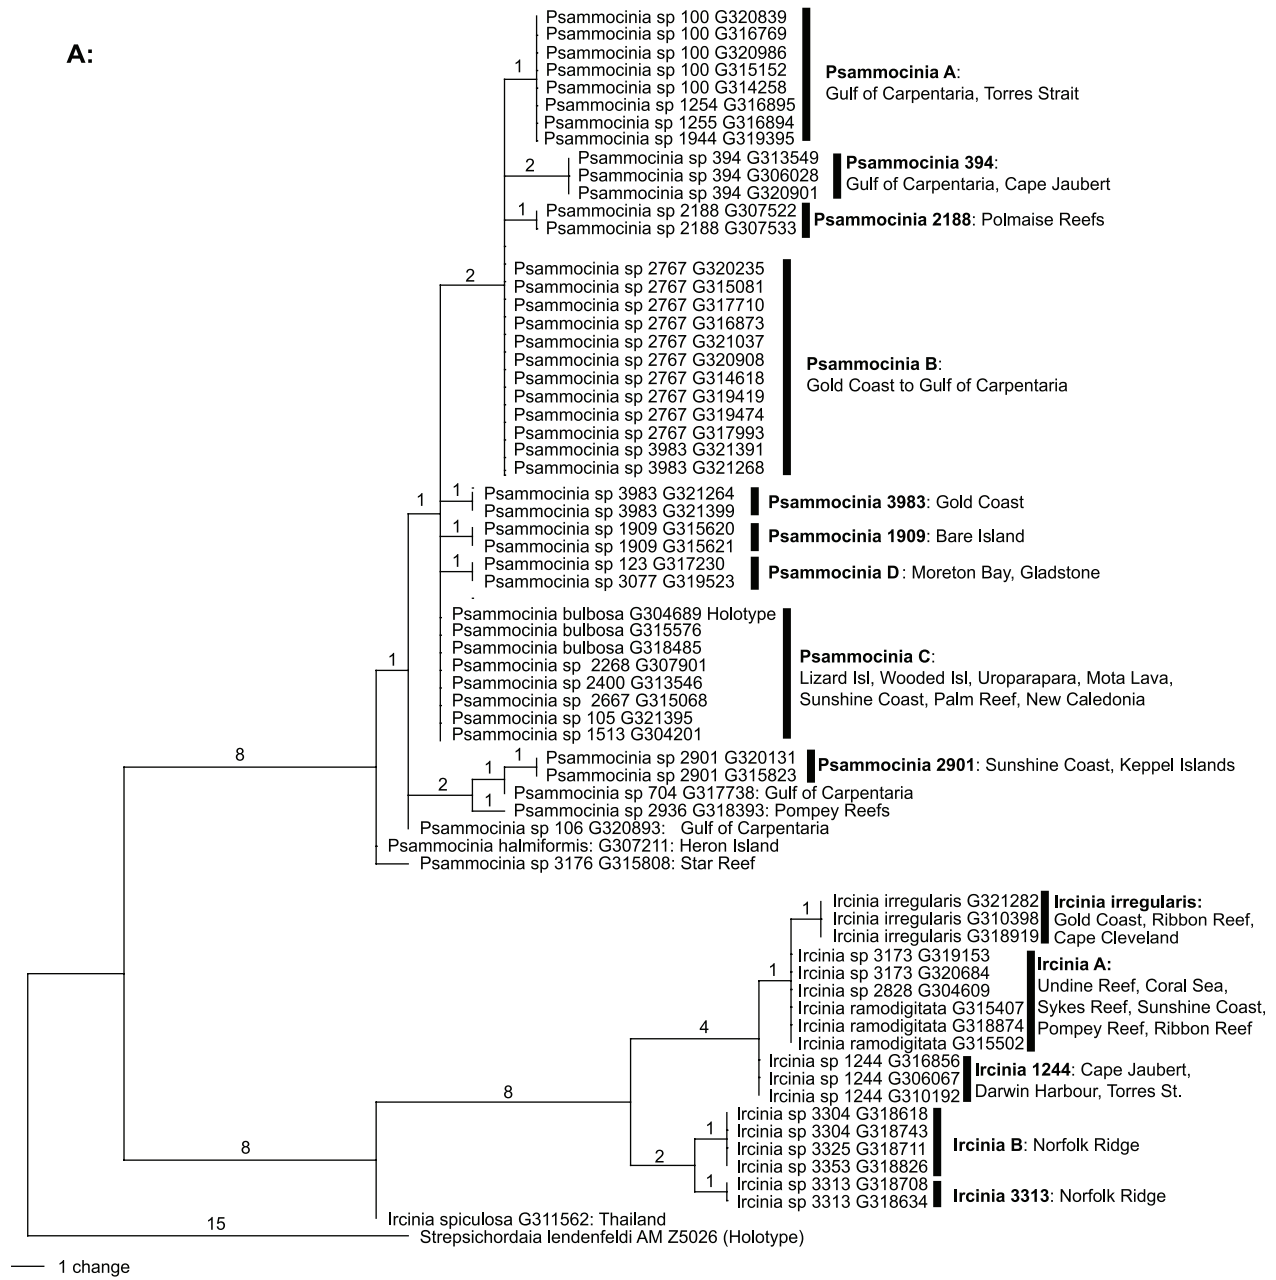 A:
Psammocinia sp 100 G320839
Psammocinia sp 100 G316769
Psammocinia sp 100 G320986
Psammocinia sp 100 G315152
Psammocinia sp 100 G314258
Psammocinia sp 1254 G316895
Psammocinia sp 1255 G316894
Psammocinia sp 1944 G319395
1
Psammocinia A:
Gulf of Carpentaria, Torres Strait
Psammocinia sp 394 G313549
Psammocinia sp 394 G306028
Psammocinia sp 394 G320901
2
Psammocinia 394:
Gulf of Carpentaria, Cape Jaubert
Psammocinia sp 2188 G307522
Psammocinia sp 2188 G307533
1
Psammocinia 2188: Polmaise Reefs
2
Psammocinia sp 2767 G320235
Psammocinia sp 2767 G315081
Psammocinia sp 2767 G317710
Psammocinia sp 2767 G316873
Psammocinia sp 2767 G321037
Psammocinia sp 2767 G320908
Psammocinia sp 2767 G314618
Psammocinia sp 2767 G319419
Psammocinia sp 2767 G319474
Psammocinia sp 2767 G317993
Psammocinia sp 3983 G321391
Psammocinia sp 3983 G321268
Psammocinia B:
Gold Coast to Gulf of Carpentaria
1
1
Psammocinia sp 3983 G321264
Psammocinia sp 3983 G321399
Psammocinia 3983: Gold Coast
1
Psammocinia sp 1909 G315620
Psammocinia sp 1909 G315621
Psammocinia 1909: Bare Island
1
Psammocinia sp 123 G317230
Psammocinia sp 3077 G319523
Psammocinia D: Moreton Bay, Gladstone
Psammocinia bulbosa G304689 Holotype
Psammocinia bulbosa G315576
Psammocinia bulbosa G318485
Psammocinia sp 2268 G307901
Psammocinia sp 2400 G313546
Psammocinia sp 2667 G315068
Psammocinia sp 105 G321395
Psammocinia sp 1513 G304201
Psammocinia C:
Lizard Isl, Wooded Isl, Uroparapara, Mota Lava,
Sunshine Coast, Palm Reef, New Caledonia
1
8
1
Psammocinia sp 2901 G320131
Psammocinia sp 2901 G315823
Psammocinia 2901: Sunshine Coast, Keppel Islands
1
2
Psammocinia sp 704 G317738: Gulf of Carpentaria
1
Psammocinia sp 2936 G318393: Pompey Reefs
Psammocinia sp 106 G320893: Gulf of Carpentaria
Psammocinia halmiformis: G307211: Heron Island
Psammocinia sp 3176 G315808: Star Reef
1
Ircinia irregularis G321282
Ircinia irregularis G310398
Ircinia irregularis G318919
Ircinia irregularis:
Gold Coast, Ribbon Reef,
Cape Cleveland
1
Ircinia sp 3173 G319153
Ircinia sp 3173 G320684
Ircinia sp 2828 G304609
Ircinia ramodigitata G315407
Ircinia ramodigitata G318874
Ircinia ramodigitata G315502
Ircinia A:
Undine Reef, Coral Sea,
Sykes Reef, Sunshine Coast,
Pompey Reef, Ribbon Reef
4
Ircinia sp 1244 G316856
Ircinia sp 1244 G306067
Ircinia sp 1244 G310192
Ircinia 1244: Cape Jaubert,
Darwin Harbour, Torres St.
8
1
Ircinia sp 3304 G318618
Ircinia sp 3304 G318743
Ircinia sp 3325 G318711
Ircinia sp 3353 G318826
Ircinia B: Norfolk Ridge
8
2
1
Ircinia sp 3313 G318708
Ircinia sp 3313 G318634
Ircinia 3313: Norfolk Ridge
Ircinia spiculosa G311562: Thailand
15
Strepsichordaia lendenfeldi AM Z5026 (Holotype)
1 change